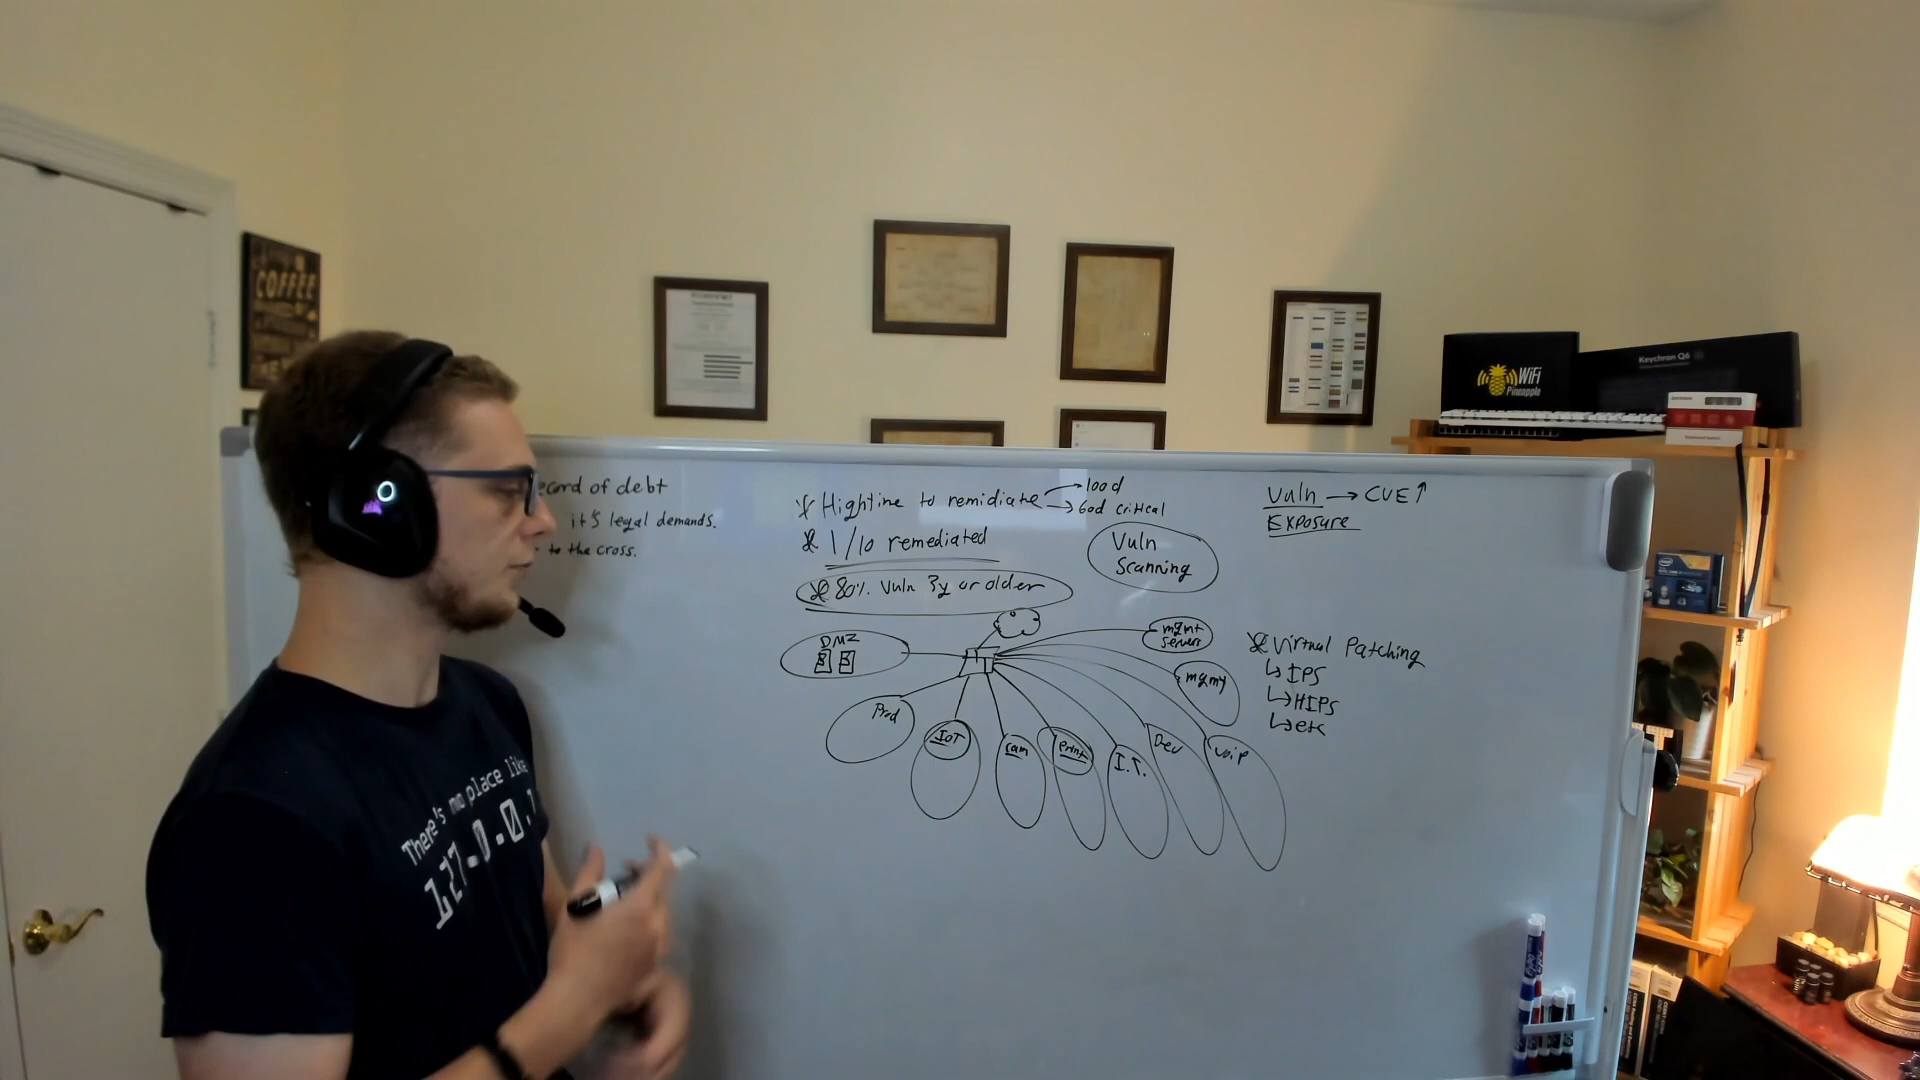 COFFEE
WiFi
Pineapple
Keychron Q6
There's no place like
127.0.0.1
ecord of debt
it's legal demands.
to the cross.
Hightime to remidiate → 100d
→ 60d critical
1/10 remediated
80% Vuln 3y or older
Vuln
Scanning
Vuln → CVE↑
Exposure
DMZ
Prod
IoT
Cam
Print
I.T.
Dev
VoiP
mgmt
servers
mgmt
Virtual Patching
↳ IPS
↳ HIPS
↳ etc